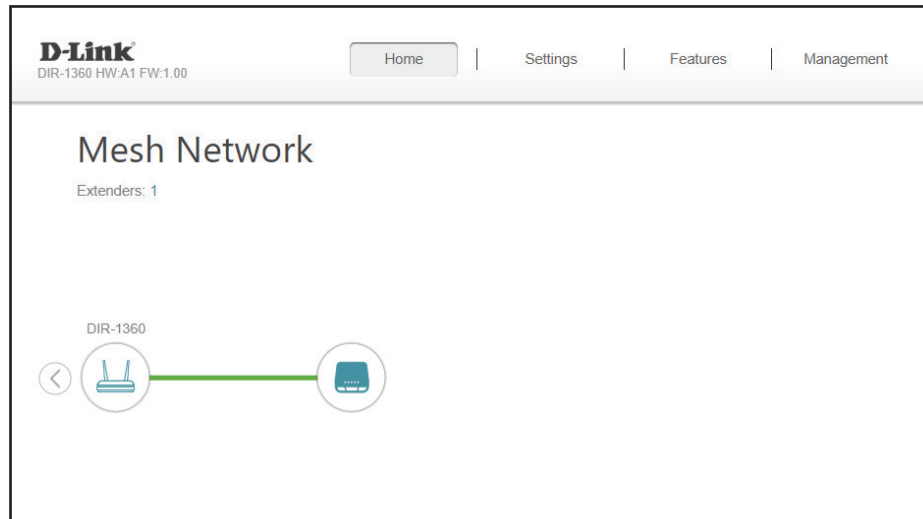 D-Link
DIR-1360 HW:A1 FW:1.00
Home
Settings
Features
Management
Mesh Network
Extenders: 1
DIR-1360